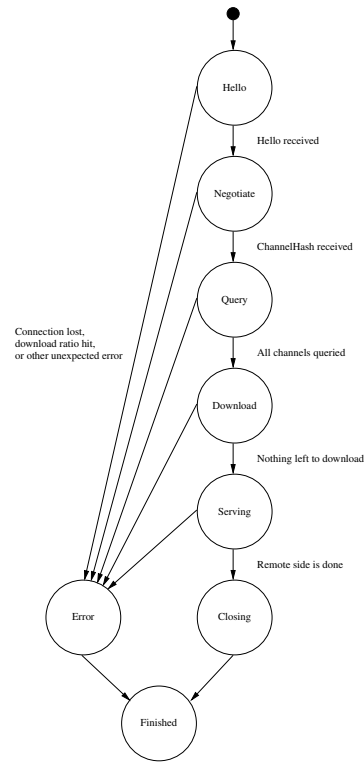 Hello
Hello received
Negotiate
ChannelHash received
Query
Connection lost,
download ratio hit,
or other unexpected error
All channels queried
Download
Nothing left to download
Serving
Remote side is done
Error
Closing
Finished